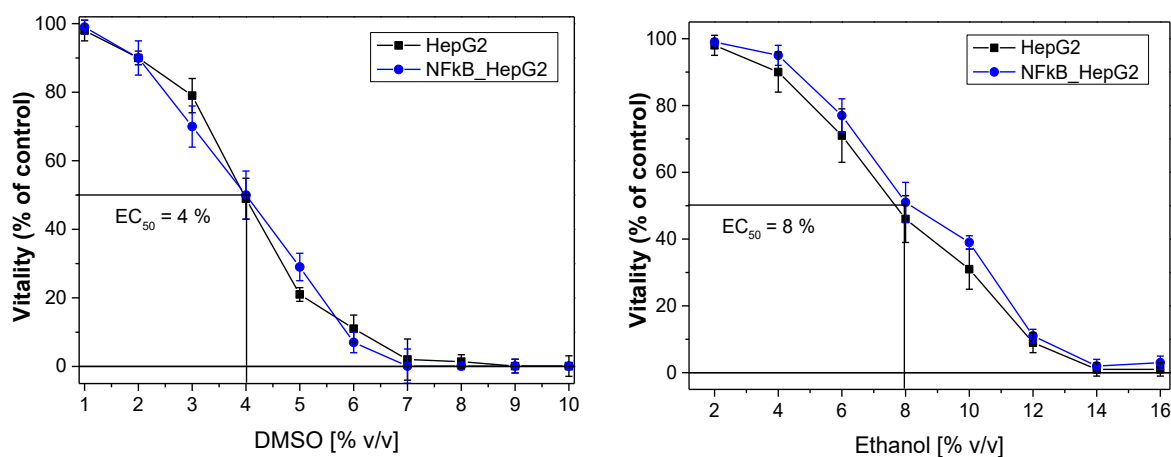 100
80
60
40
20
0
Vitality (% of control)
HepG2
NFkB_HepG2
EC₅₀ = 4 %
1 2 3 4 5 6 7 8 9 10
DMSO [% v/v]
100
80
60
40
20
0
Vitality (% of control)
HepG2
NFkB_HepG2
EC₅₀ = 8 %
2 4 6 8 10 12 14 16
Ethanol [% v/v]